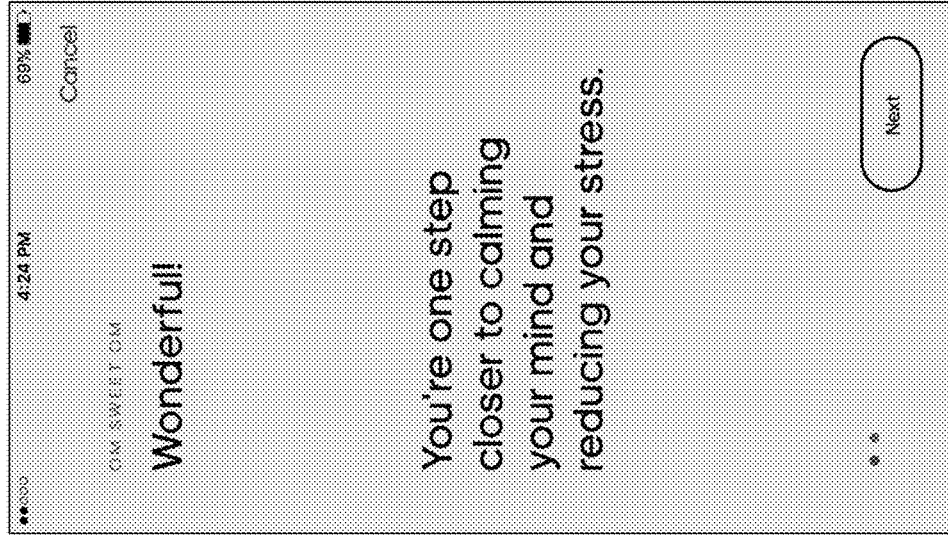 4:24 PM
69%
Cancel
OM SWEET OM
Wonderful!
You're one step
closer to calming
your mind and
reducing your stress.
Next